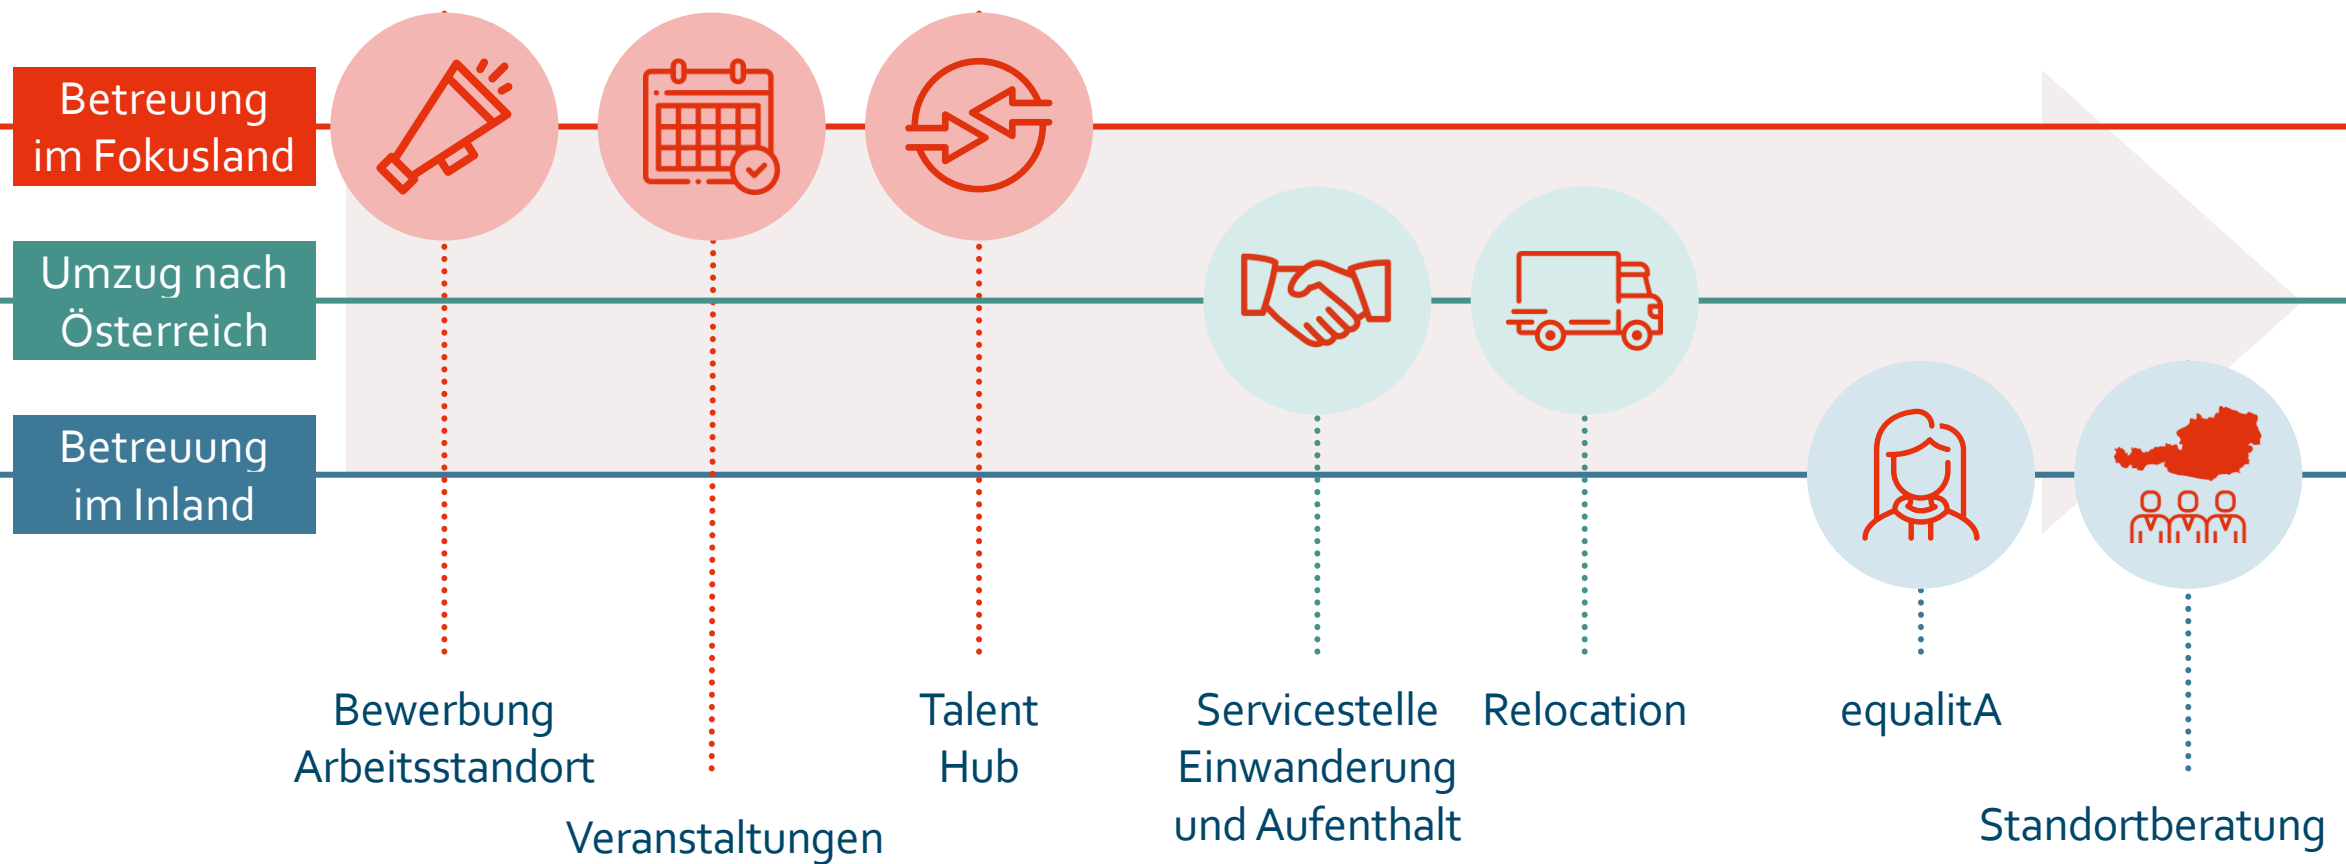 Betreuung
im Fokusland
Umzug nach
Österreich
Betreuung
im Inland
Bewerbung
Arbeitsstandort
Veranstaltungen
Talent
Hub
Servicestelle
Einwanderung
und Aufenthalt
Relocation
equalitA
Standortberatung